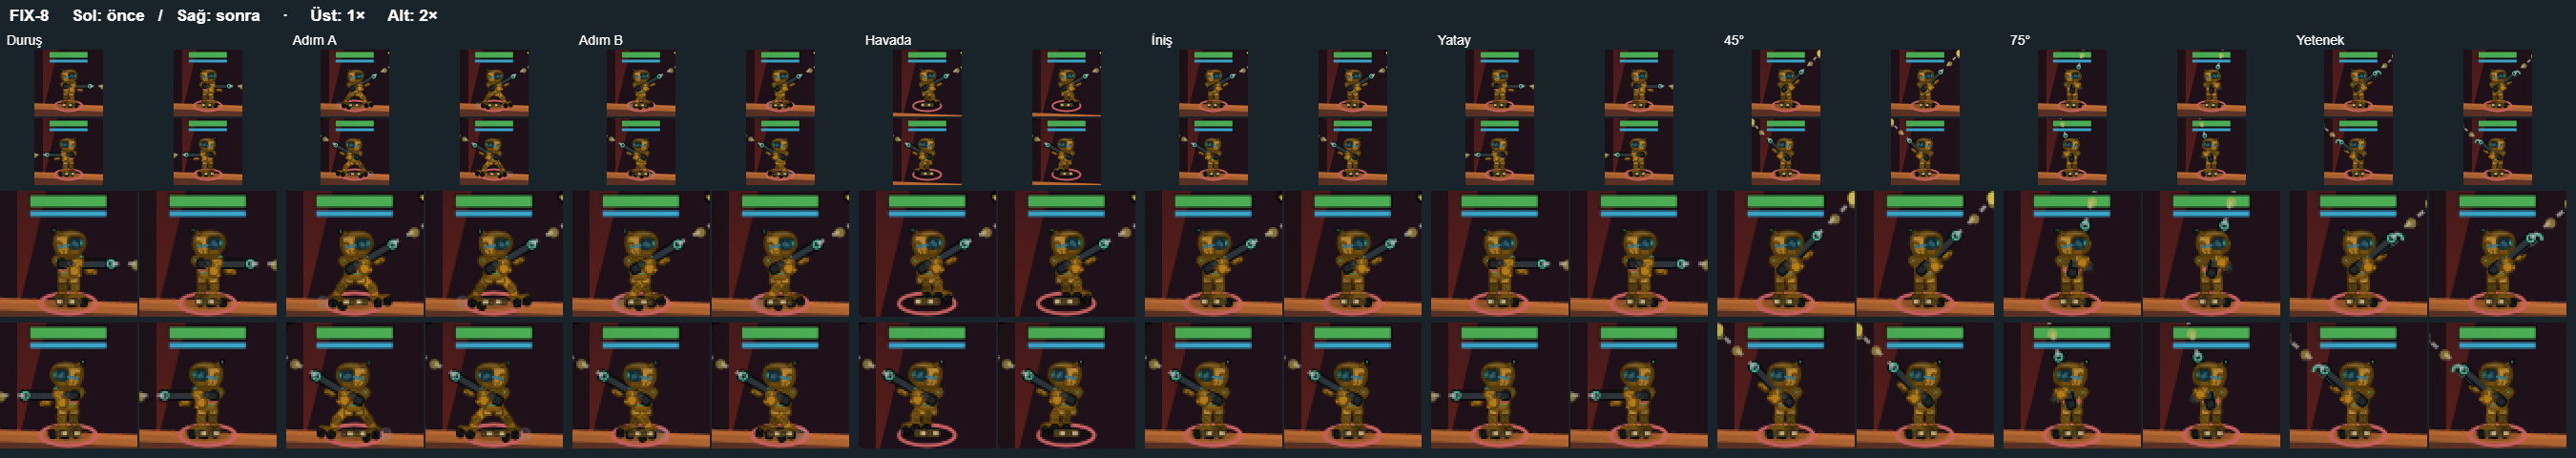 FIX-8 Sol: önce / Sağ: sonra · Üst: 1× Alt: 2×
Duruş Adım A Adım B Havada İniş Yatay 45° 75° Yetenek